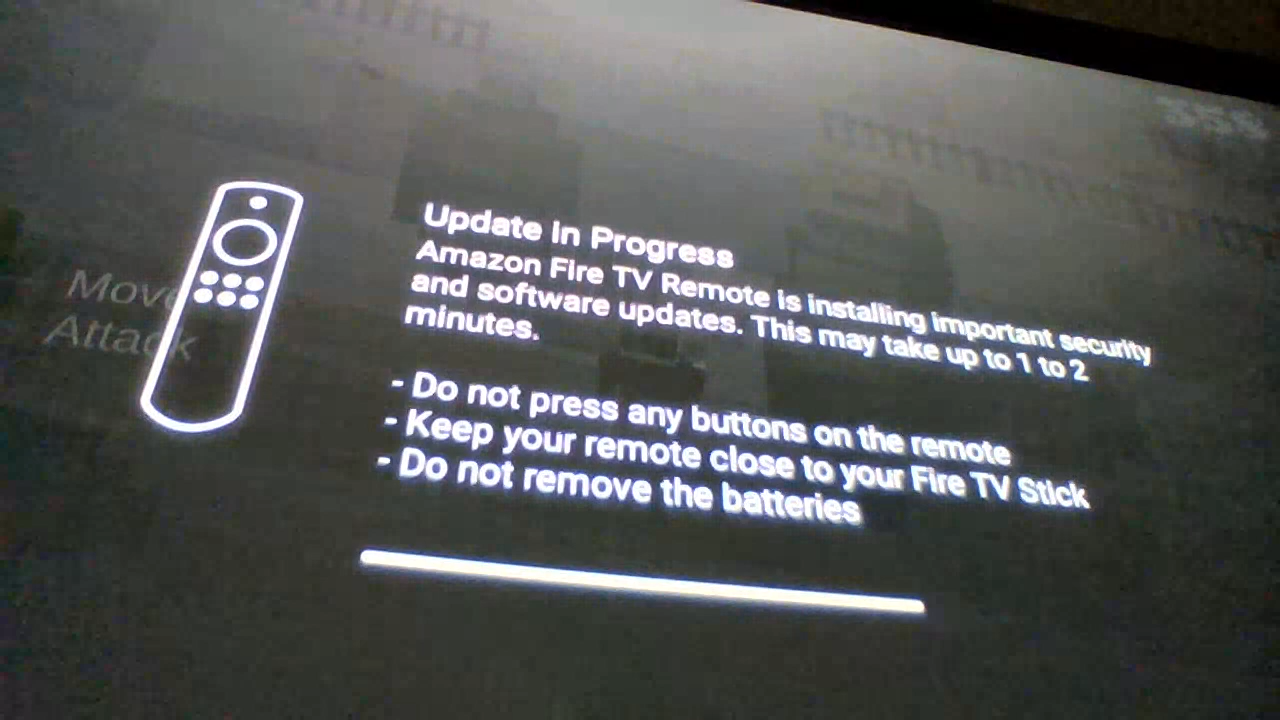 Update in Progress
Amazon Fire TV Remote is installing important security
and software updates. This may take up to 1 to 2
minutes.
- Do not press any buttons on the remote
- Keep your remote close to your Fire TV Stick
- Do not remove the batteries
Move
Attack